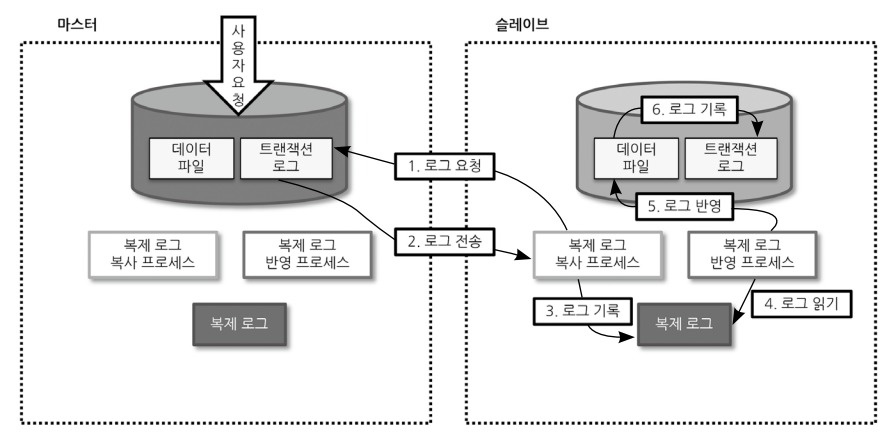 마스터
슬레이브
사
용
자
요
청
데이터
파일
트랜잭션
로그
1. 로그 요청
2. 로그 전송
복제 로그
복사 프로세스
복제 로그
반영 프로세스
복제 로그
6. 로그 기록
데이터
파일
트랜잭션
로그
5. 로그 반영
복제 로그
복사 프로세스
복제 로그
반영 프로세스
3. 로그 기록
복제 로그
4. 로그 읽기